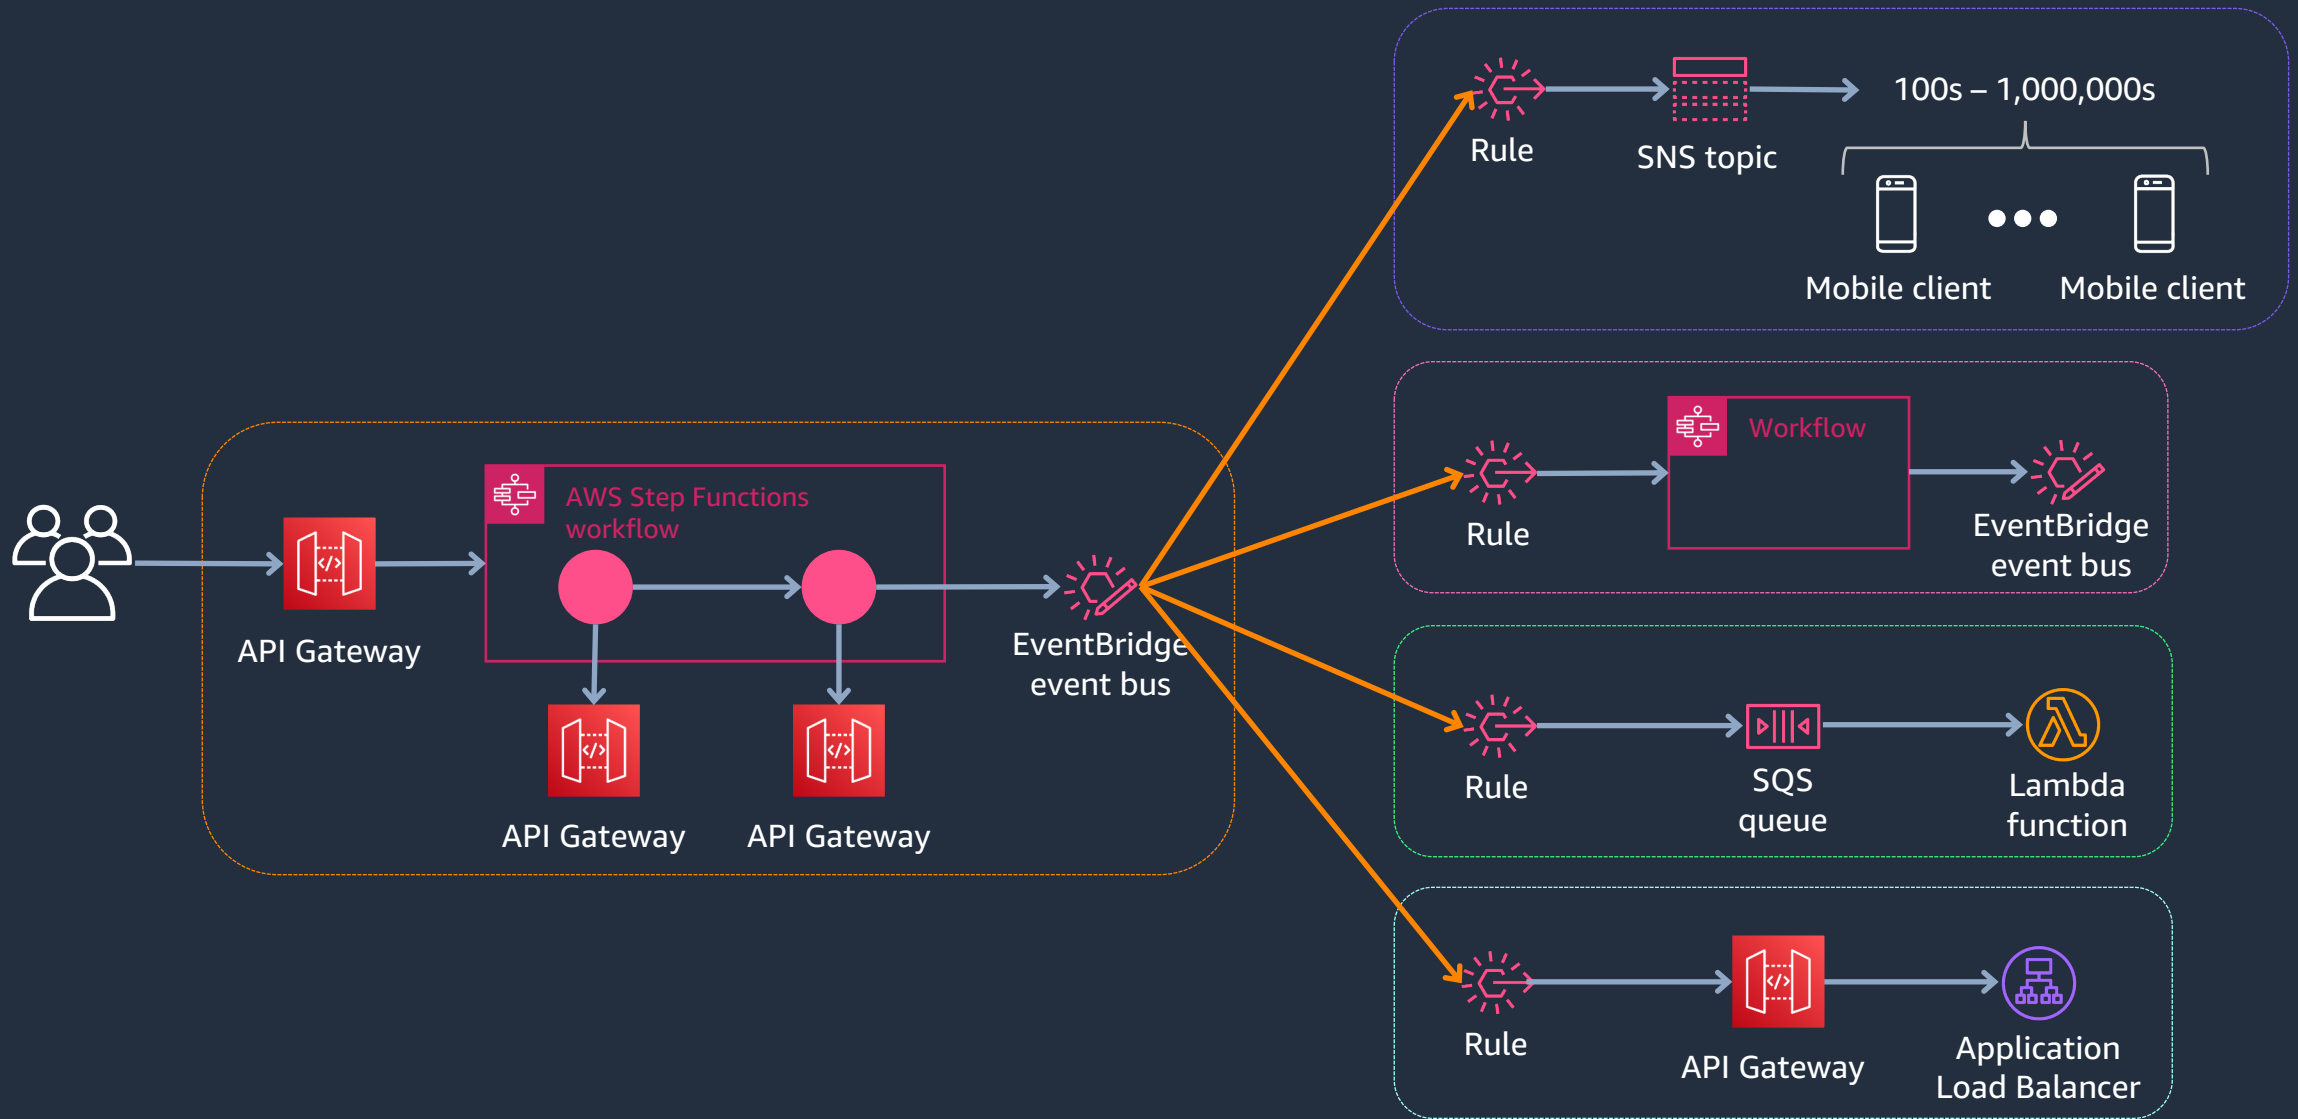 Rule
SNS topic
100s – 1,000,000s
Mobile client
Mobile client
AWS Step Functions
workflow
API Gateway
API Gateway
API Gateway
EventBridge
event bus
Rule
Workflow
EventBridge
event bus
Rule
SQS
queue
Lambda
function
Rule
API Gateway
Application
Load Balancer